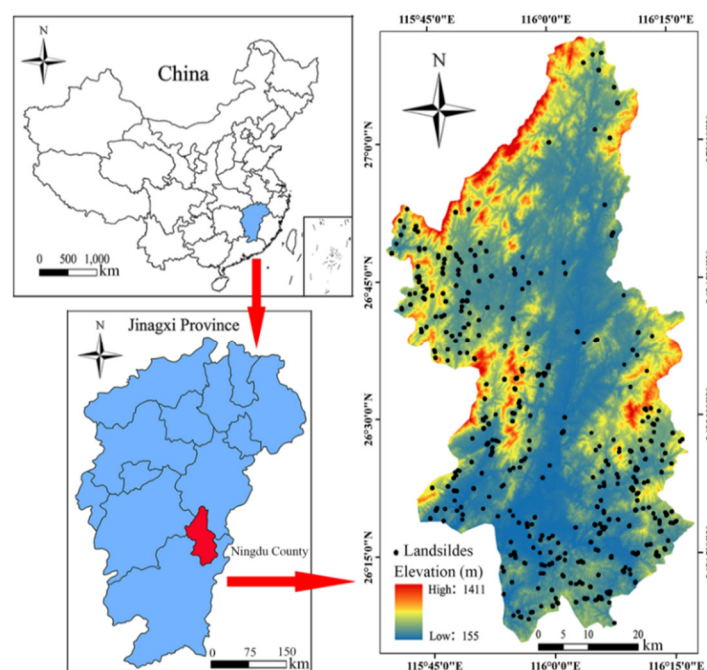 N
China
0 500 1,000
km
N
Jinagxi Province
Ningdu County
0 75 150
km
115°45'0"E 116°0'0"E 116°15'0"E
N
27°0'0"N
26°45'0"N
26°30'0"N
26°15'0"N
Landsildes
Elevation (m)
High: 1411
Low: 155
0 5 10 20
km
115°45'0"E 116°0'0"E 116°15'0"E